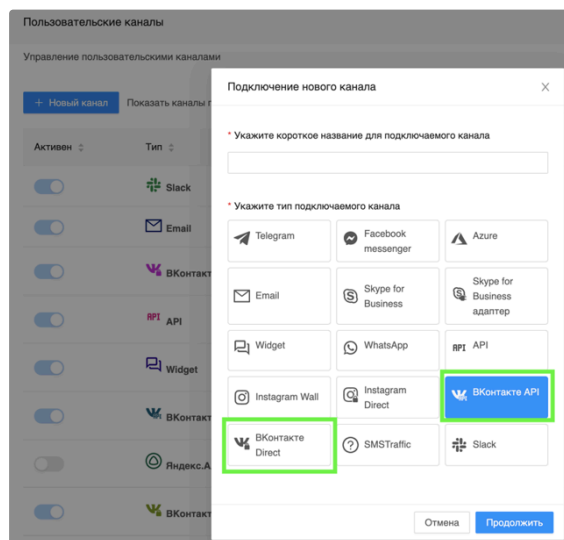 Пользовательские каналы
Управление пользовательскими каналами
+ Новый канал
Показать каналы г
Активен
Тип
Slack
Email
ВКонтакт
API API
Widget
ВКонтакт
Яндекс.А
ВКонтакт
Подключение нового канала
* Укажите короткое название для подключаемого канала
* Укажите тип подключаемого канала
Telegram
Facebook
messenger
Azure
Email
Skype for
Business
Skype for
Business
адаптер
Widget
WhatsApp
API API
Instagram Wall
Instagram
Direct
ВКонтакте API
ВКонтакте
Direct
SMSTraffic
Slack
Отмена
Продолжить